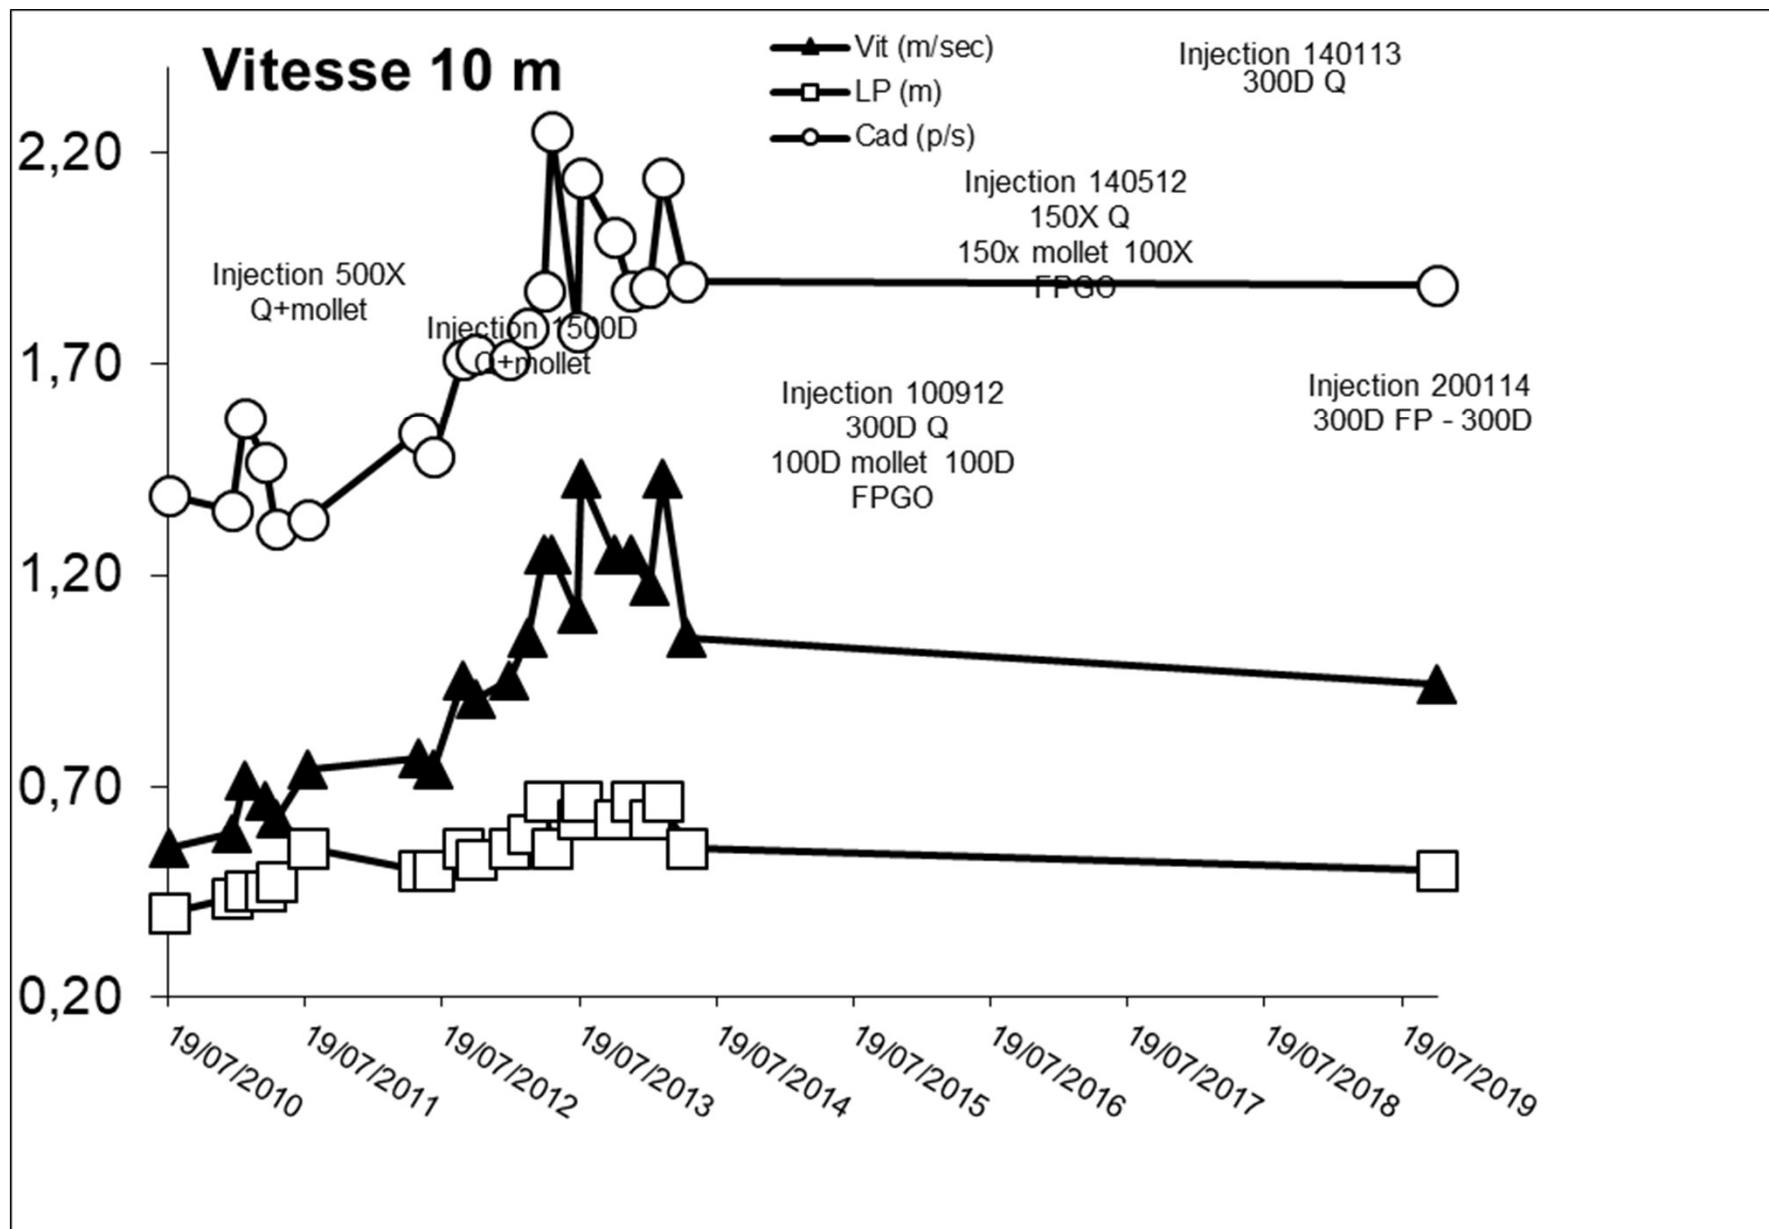 Vitesse 10 m
Vit (m/sec)
LP (m)
Cad (p/s)
Injection 140113
300D Q
Injection 140512
150X Q
150x mollet 100X
FPGO
Injection 500X
Q+mollet
Injection 1500D
Q+mollet
Injection 100912
300D Q
100D mollet 100D
FPGO
Injection 200114
300D FP - 300D
2,20
1,70
1,20
0,70
0,20
19/07/2010
19/07/2011
19/07/2012
19/07/2013
19/07/2014
19/07/2015
19/07/2016
19/07/2017
19/07/2018
19/07/2019